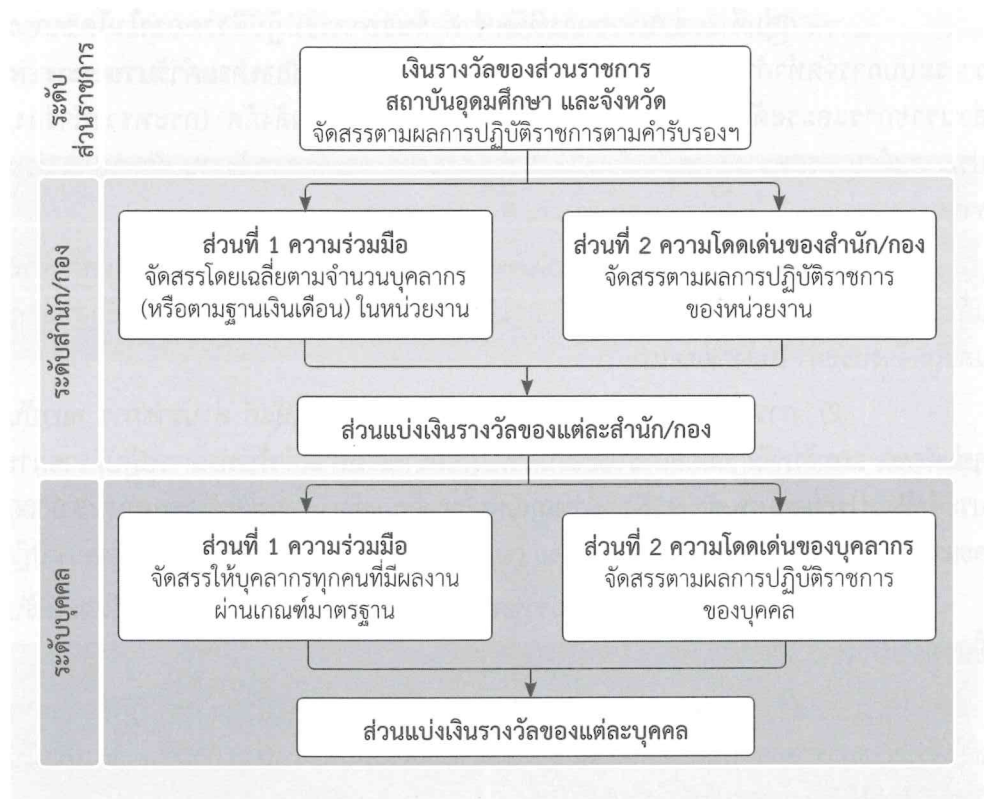 ระดับ
ส่วนราชการ
เงินรางวัลของส่วนราชการ
สถาบันอุดมศึกษา และจังหวัด
จัดสรรตามผลการปฏิบัติราชการตามคำรับรองฯ
ระดับสำนัก/กอง
ส่วนที่ 1 ความร่วมมือ
จัดสรรโดยเฉลี่ยตามจำนวนบุคลากร
(หรือตามฐานเงินเดือน) ในหน่วยงาน
ส่วนที่ 2 ความโดดเด่นของสำนัก/กอง
จัดสรรตามผลการปฏิบัติราชการ
ของหน่วยงาน
ส่วนแบ่งเงินรางวัลของแต่ละสำนัก/กอง
ระดับบุคคล
ส่วนที่ 1 ความร่วมมือ
จัดสรรให้บุคลากรทุกคนที่มีผลงาน
ผ่านเกณฑ์มาตรฐาน
ส่วนที่ 2 ความโดดเด่นของบุคลากร
จัดสรรตามผลการปฏิบัติราชการ
ของบุคคล
ส่วนแบ่งเงินรางวัลของแต่ละบุคคล